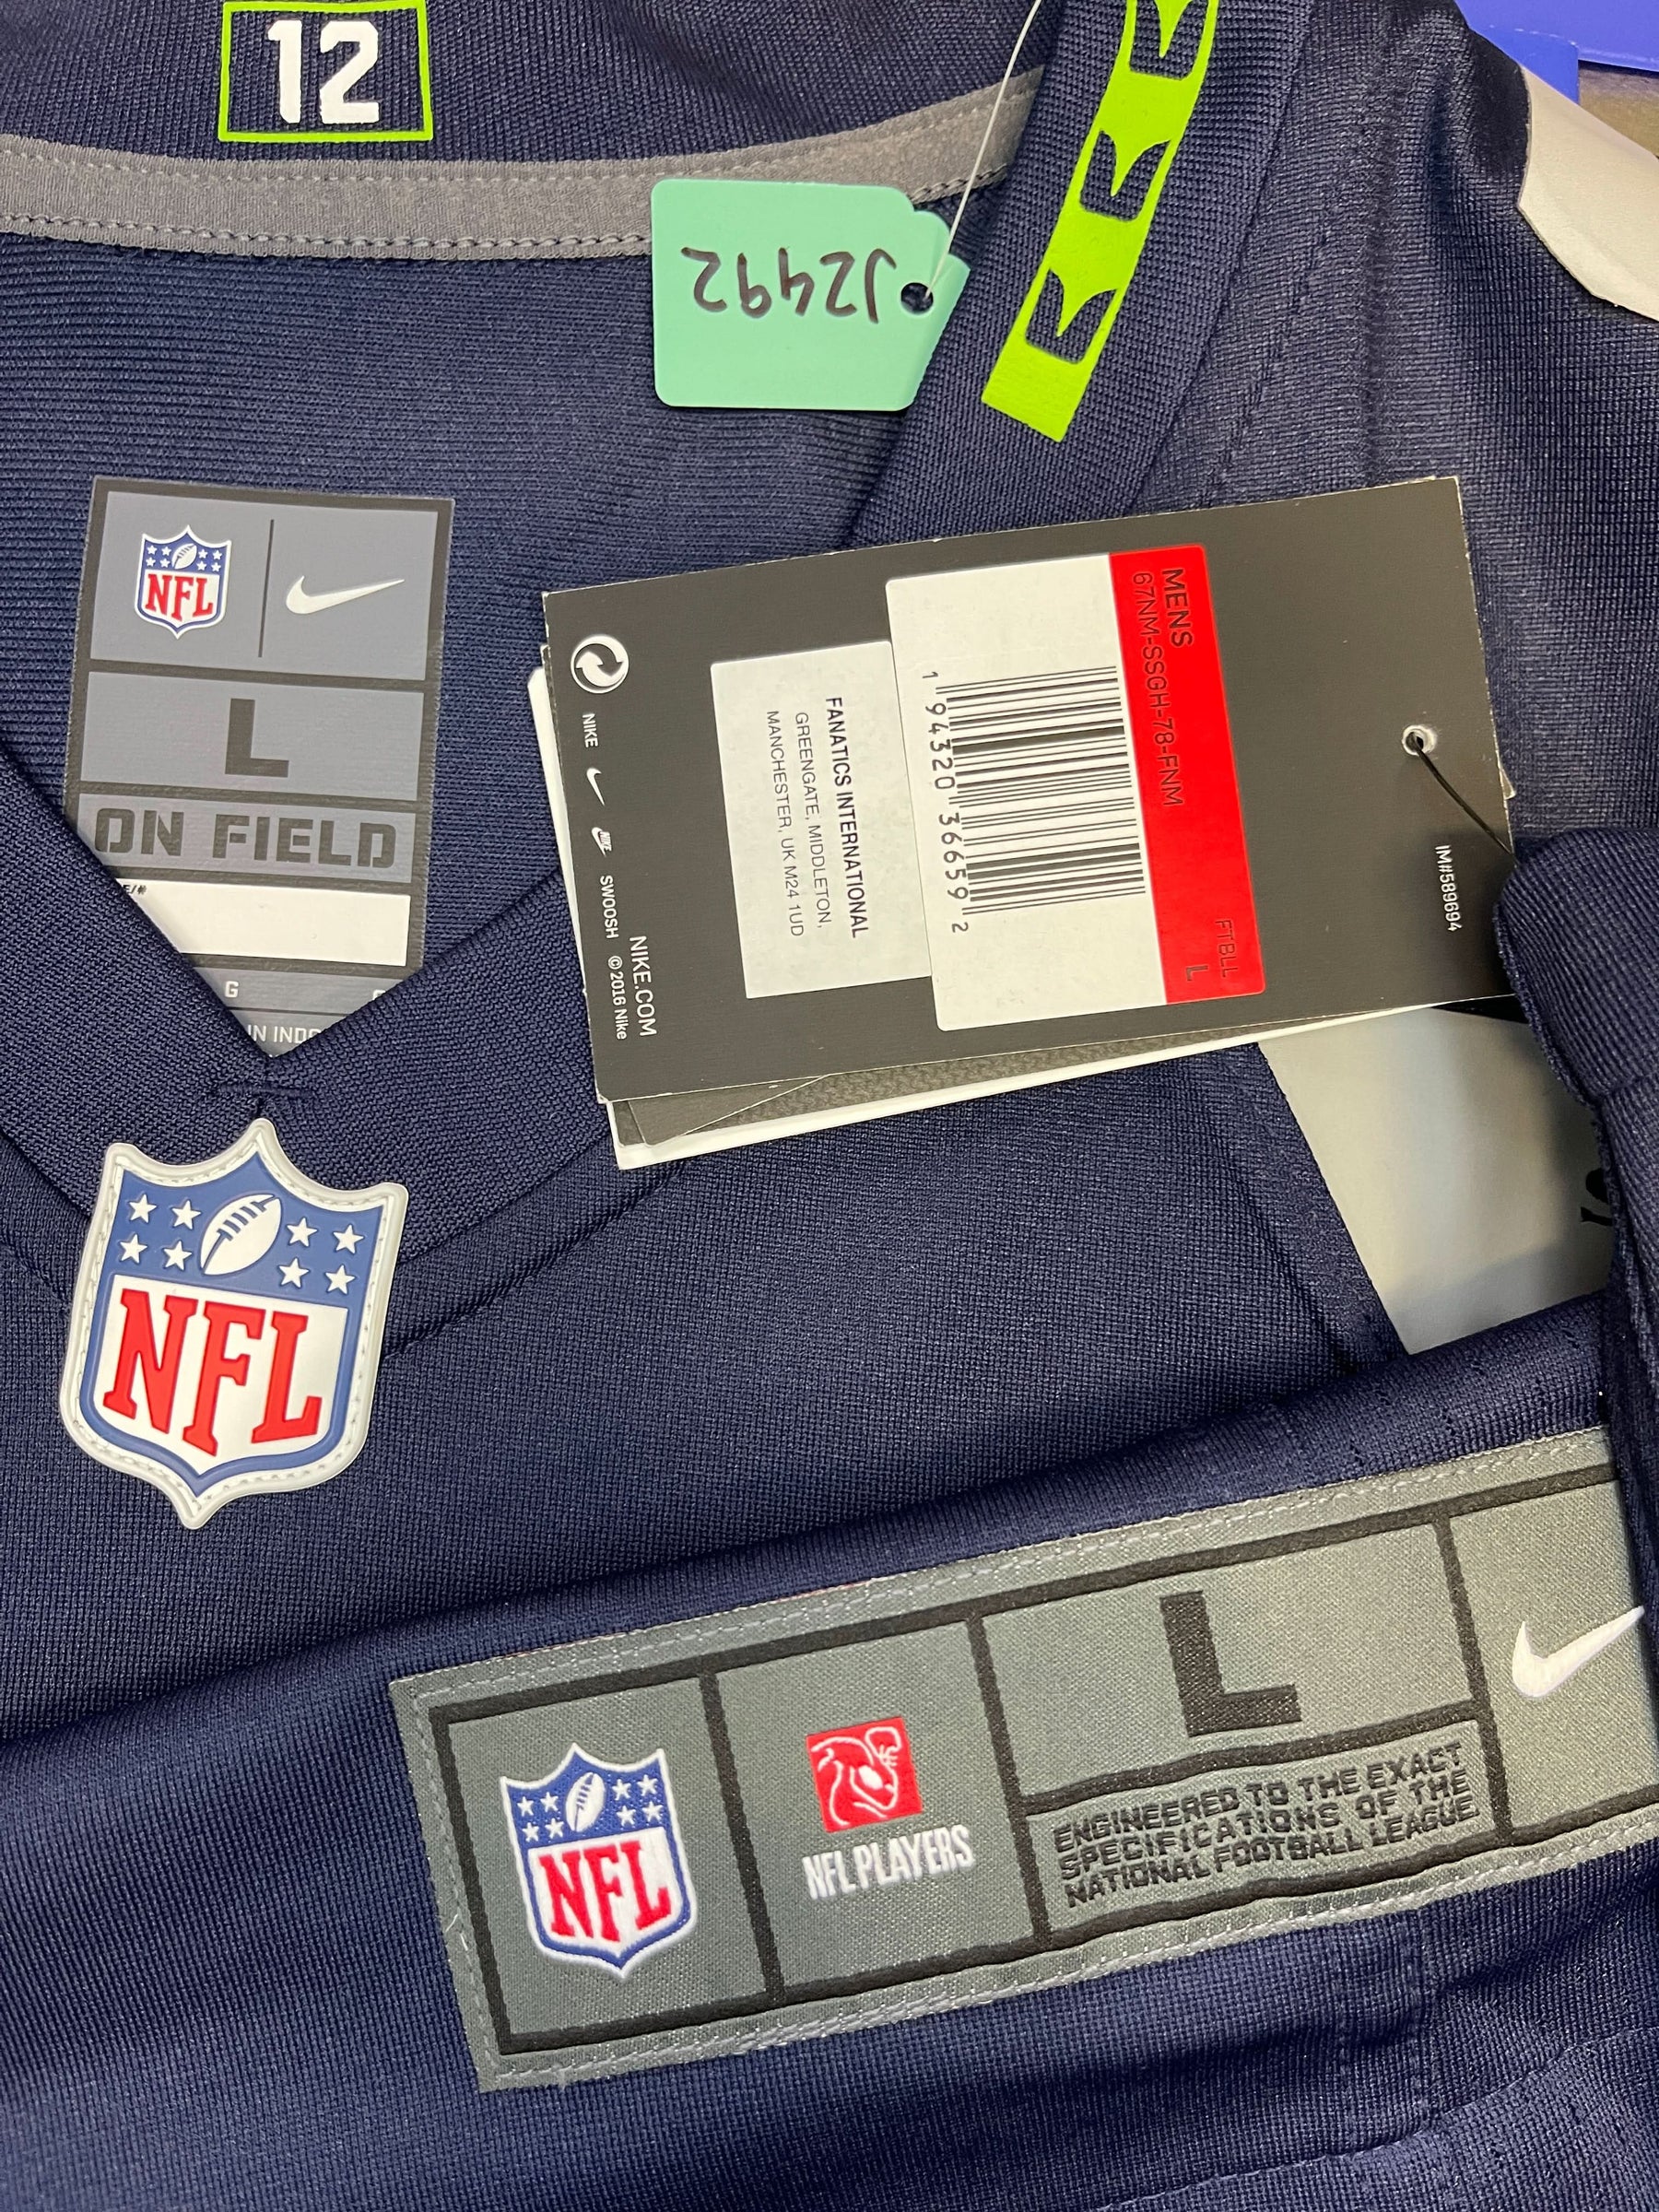 12
J2492
NFL
L
ON FIELD
E/#
G
IN INDO
MENS
67NM-SSGH-78-FNM
FTBLL
L
1 94320 36659 2
FANATICS INTERNATIONAL
GREENGATE, MIDDLETON,
MANCHESTER, UK M24 1UD
IM#589694
NIKE
NIKE
SWOOSH
© 2016 Nike
NIKE.COM
NFL
NFL
NFL PLAYERS
L
ENGINEERED TO THE EXACT
SPECIFICATIONS OF THE
NATIONAL FOOTBALL LEAGUE